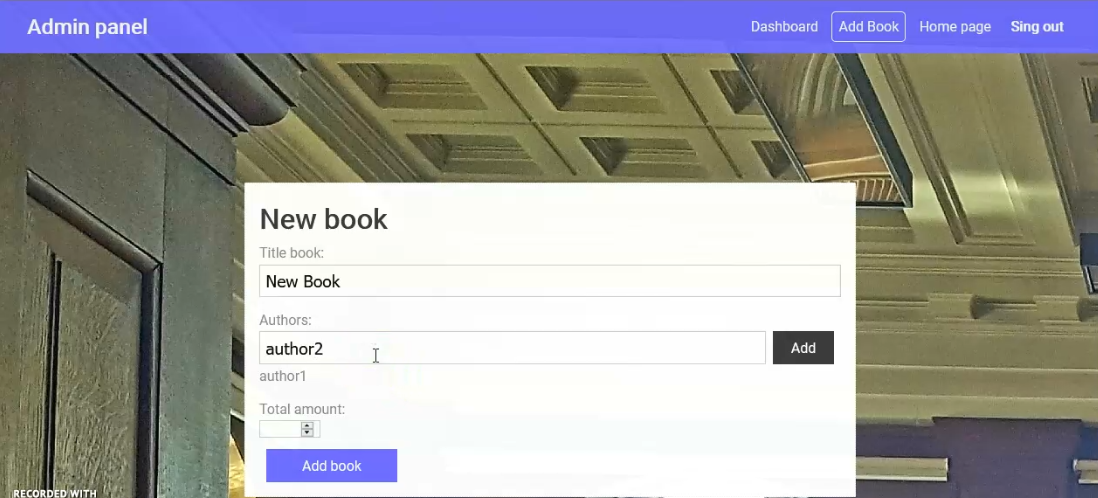 Admin panel
Dashboard Add Book Home page Sing out
New book
Title book:
New Book
Authors:
author2 Add
author1
Total amount:
Add book
RECORDED WITH